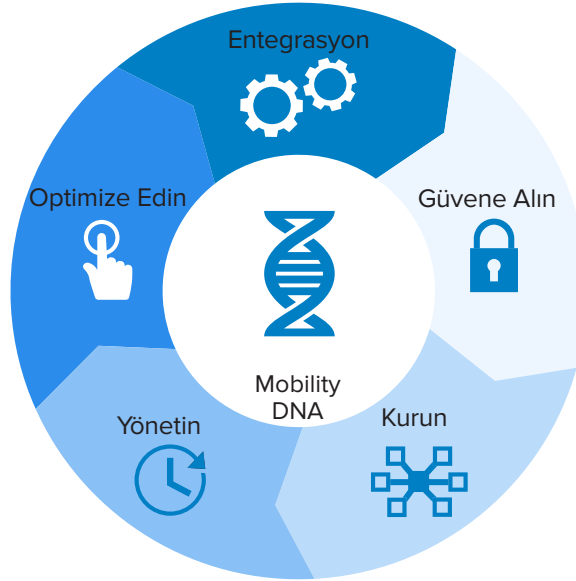 Entegrasyon
Güvene Alın
Kurun
Yönetin
Optimize Edin
Mobility
DNA